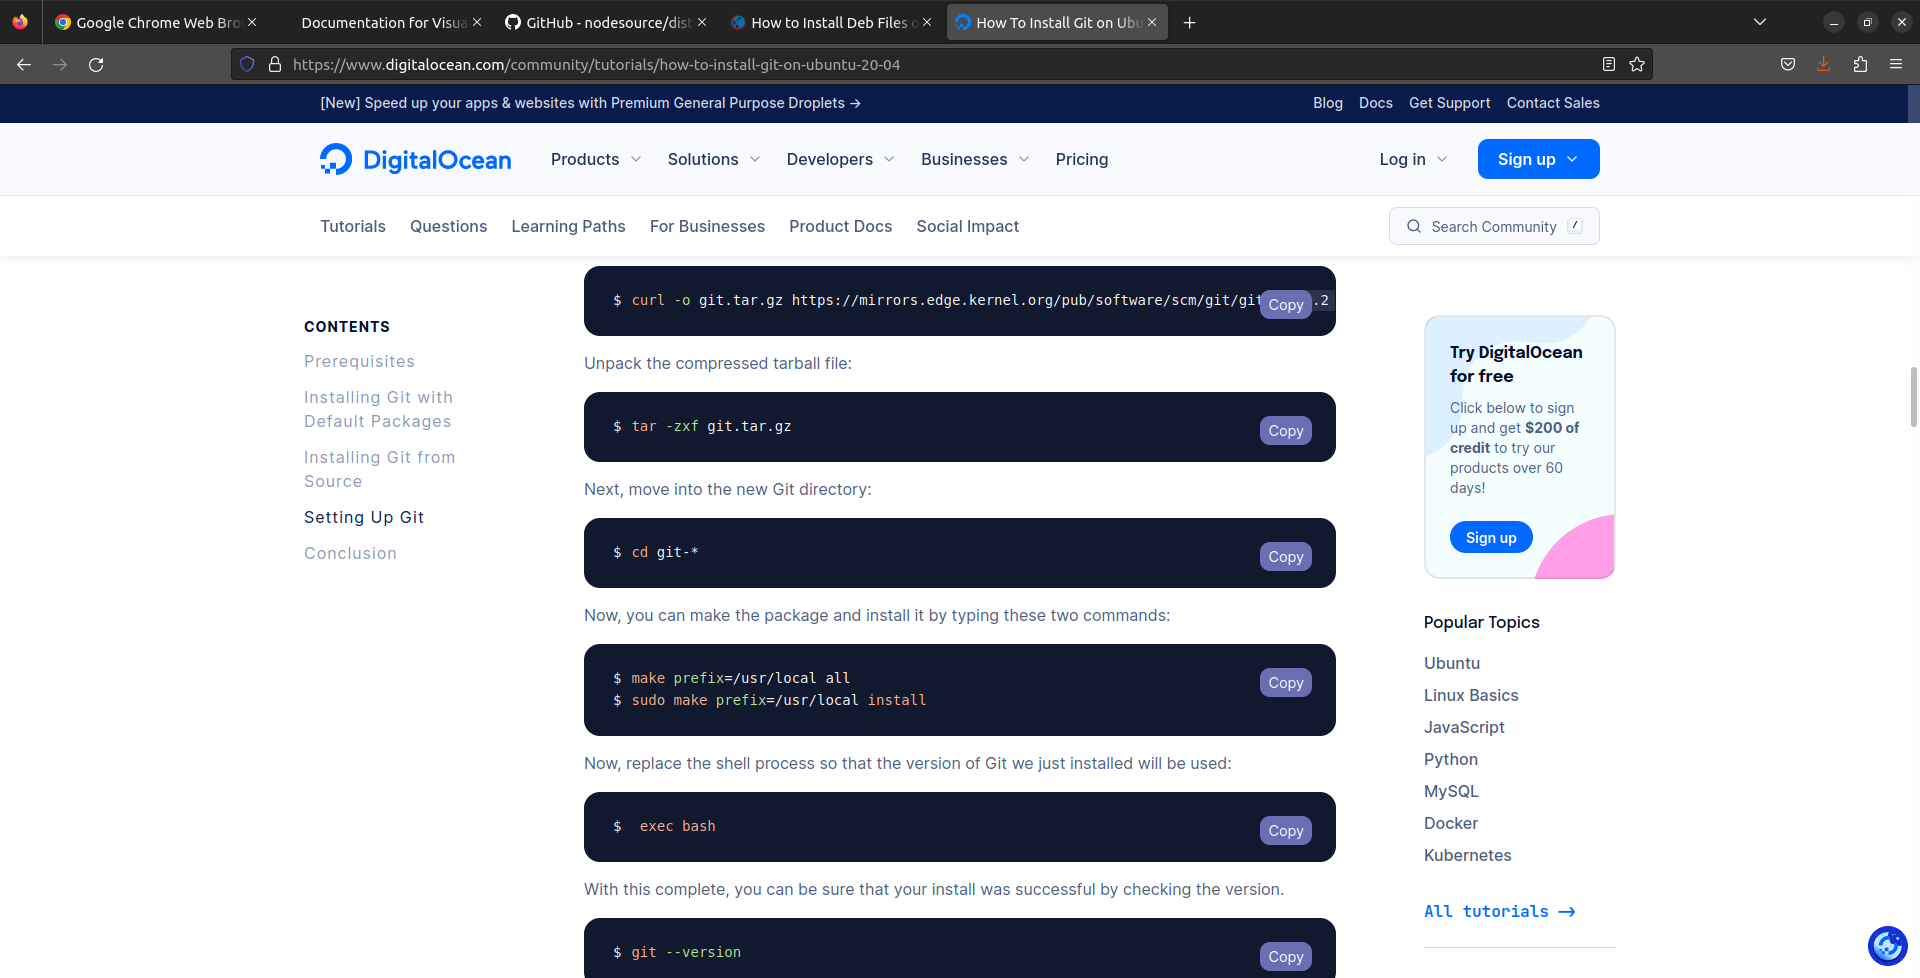 Google Chrome Web Bro
Documentation for Visua
GitHub - nodesource/dist
How to Install Deb Files o
How To Install Git on Ubu
https://www.digitalocean.com/community/tutorials/how-to-install-git-on-ubuntu-20-04
[New] Speed up your apps & websites with Premium General Purpose Droplets →
Blog Docs Get Support Contact Sales
DigitalOcean Products Solutions Developers Businesses Pricing Log in Sign up
Tutorials Questions Learning Paths For Businesses Product Docs Social Impact Search Community /
CONTENTS
Prerequisites
Installing Git with
Default Packages
Installing Git from
Source
Setting Up Git
Conclusion
$ curl -o git.tar.gz https://mirrors.edge.kernel.org/pub/software/scm/git/git .2
Copy
Unpack the compressed tarball file:
$ tar -zxf git.tar.gz
Copy
Next, move into the new Git directory:
$ cd git-*
Copy
Now, you can make the package and install it by typing these two commands:
$ make prefix=/usr/local all
$ sudo make prefix=/usr/local install
Copy
Now, replace the shell process so that the version of Git we just installed will be used:
$ exec bash
Copy
With this complete, you can be sure that your install was successful by checking the version.
$ git --version
Copy
Try DigitalOcean
for free
Click below to sign
up and get $200 of
credit to try our
products over 60
days!
Sign up
Popular Topics
Ubuntu
Linux Basics
JavaScript
Python
MySQL
Docker
Kubernetes
All tutorials →